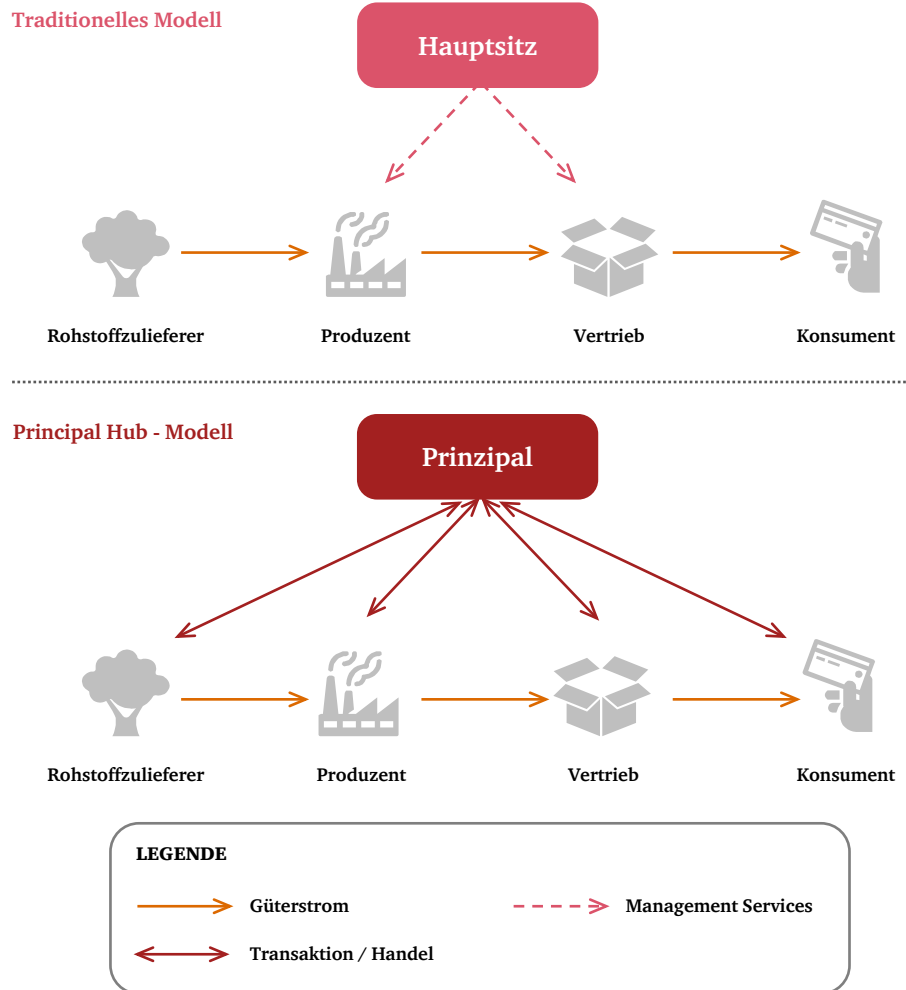 Traditionelles Modell
Hauptsitz
Rohstoffzulieferer
Produzent
Vertrieb
Konsument
Principal Hub - Modell
Prinzipal
Rohstoffzulieferer
Produzent
Vertrieb
Konsument
LEGENDE
Güterstrom
Management Services
Transaktion / Handel